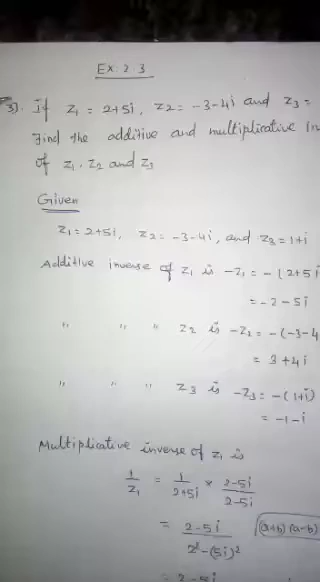 Ex. 2.3
3). If z₁ = 2+5i, z₂ = -3-4i and z₃ =
Find the additive and multiplicative in
of z₁, z₂ and z₃
Given
z₁ = 2+5i, z₂ = -3-4i, and z₃ = 1+i
Additive inverse of z₁ is -z₁ = -(2+5i
= -2-5i
" " " z₂ is -z₂ = -(-3-4
= 3+4i
" " " z₃ is -z₃ = -(1+i)
= -1-i
Multiplicative inverse of z₁ is
1/z₁ = 1/2+5i × 2-5i/2-5i
= 2-5i/2²-(5i)² (a+b)(a-b)
= 2-5i